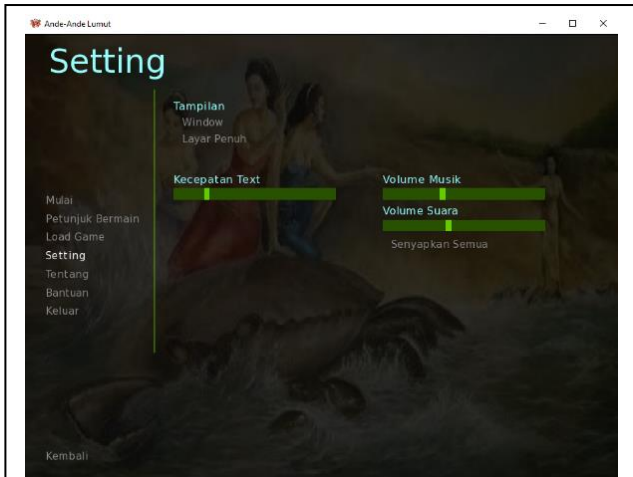 Ande-Ande Lumut
Setting
Tampilan
Window
Layar Penuh
Kecepatan Text
Volume Musik
Volume Suara
Senyapkan Semua
Mulai
Petunjuk Bermain
Load Game
Setting
Tentang
Bantuan
Keluar
Kembali